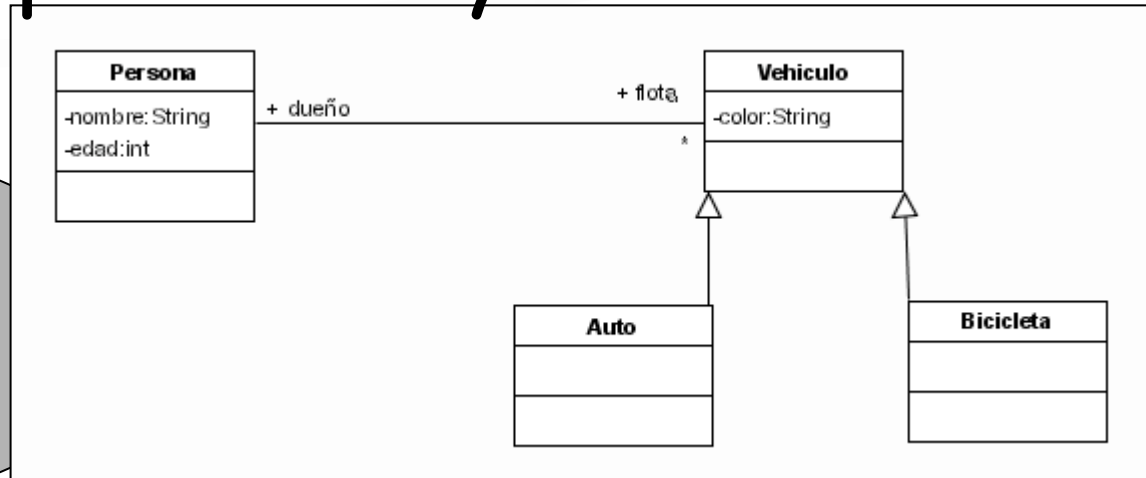 Persona
-nombre:String
-edad:int
+ dueño
+ flota
*
Vehiculo
-color:String
Auto
Bicicleta